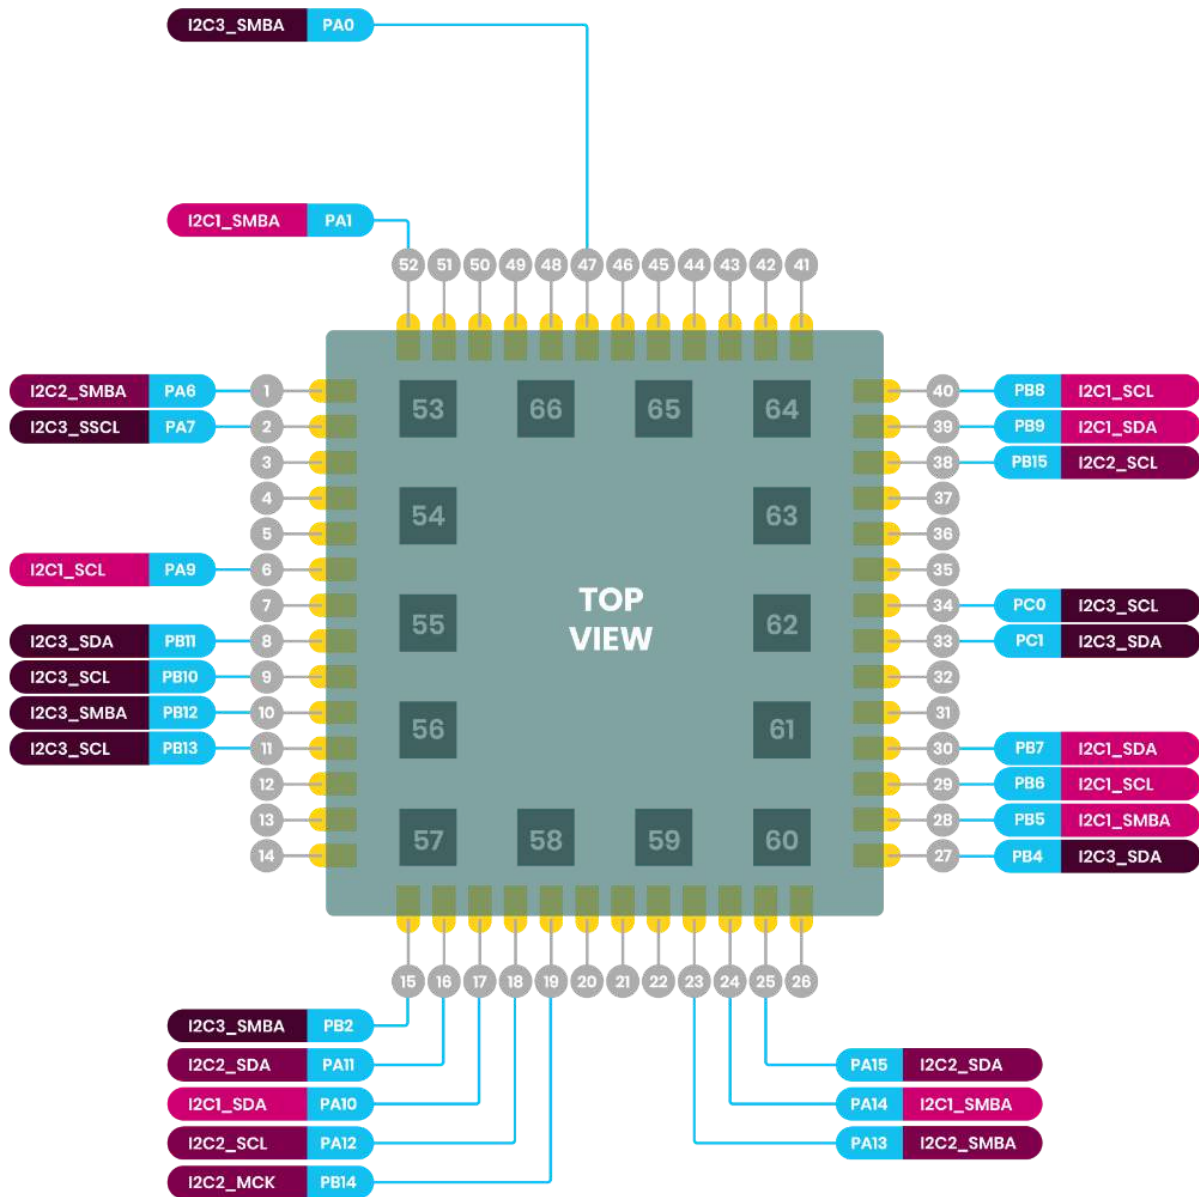 I2C3_SMBA PA0
I2C1_SMBA PA1
52 51 50 49 48 47 46 45 44 43 42 41
I2C2_SMBA PA6 1
I2C3_SSCL PA7 2
3
4
5
I2C1_SCL PA9 6
7
I2C3_SDA PB11 8
I2C3_SCL PB10 9
I2C3_SMBA PB12 10
I2C3_SCL PB13 11
12
13
14
53 66 65 64
54 63
55 62
56 61
57 58 59 60
TOP
VIEW
40 PB8 I2C1_SCL
39 PB9 I2C1_SDA
38 PB15 I2C2_SCL
37
36
35
34 PC0 I2C3_SCL
33 PC1 I2C3_SDA
32
31
30 PB7 I2C1_SDA
29 PB6 I2C1_SCL
28 PB5 I2C1_SMBA
27 PB4 I2C3_SDA
15 16 17 18 19 20 21 22 23 24 25 26
I2C3_SMBA PB2
I2C2_SDA PA11
I2C1_SDA PA10
I2C2_SCL PA12
I2C2_MCK PB14
PA15 I2C2_SDA
PA14 I2C1_SMBA
PA13 I2C2_SMBA